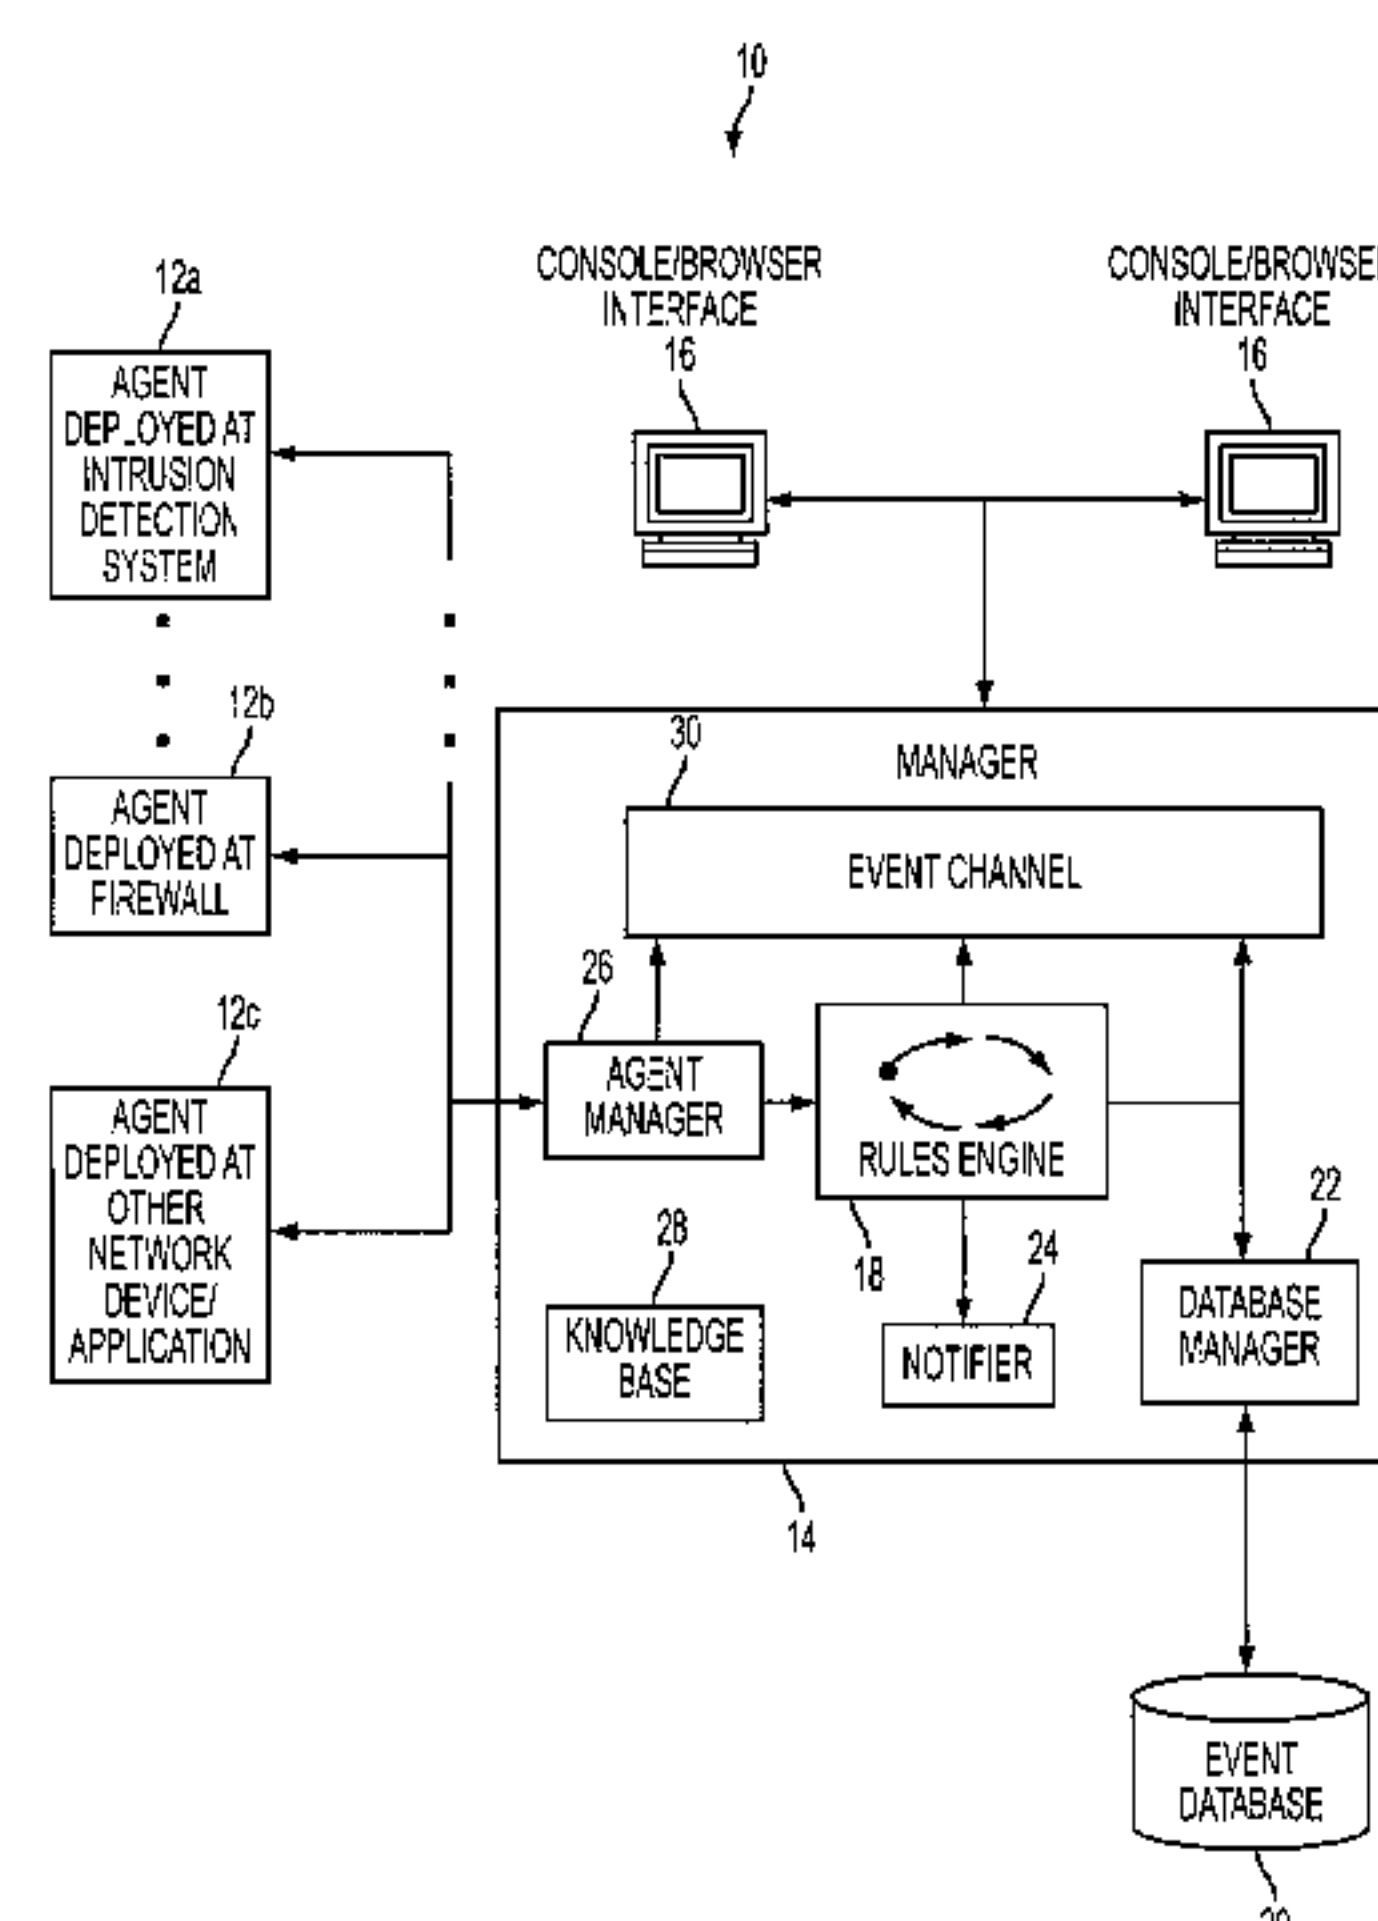 10
CONSOLE/BROWSER
INTERFACE
16
CONSOLE/BROWSER
INTERFACE
16
12a
AGENT
DEPLOYED AT
INTRUSION
DETECTION
SYSTEM
12b
AGENT
DEPLOYED AT
FIREWALL
12c
AGENT
DEPLOYED AT
OTHER
NETWORK
DEVICE/
APPLICATION
MANAGER
30
EVENT CHANNEL
26
AGENT
MANAGER
RULES ENGINE
18
28
KNOWLEDGE
BASE
24
NOTIFIER
22
DATABASE
MANAGER
14
EVENT
DATABASE